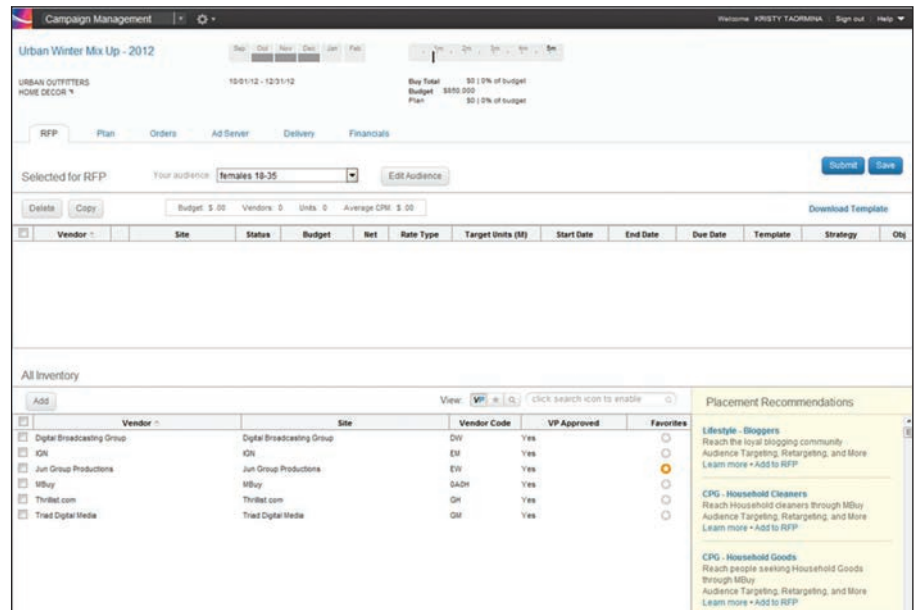 Campaign Management
Welcome KRISTY TAORMINA Sign out Help
Urban Winter Mix Up - 2012
Sep Oct Nov Dec Jan Feb
1m 2m 3m 4m 5m
URBAN OUTFITTERS
HOME DECOR
10/01/12 - 12/31/12
Buy Total $0 | 0% of budget
Budget $850,000
Plan $0 | 0% of budget
RFP Plan Orders Ad Server Delivery Financials
Selected for RFP Your audience females 18-35 Edit Audience Submit Save
Delete Copy Budget: $ .00 Vendors: 0 Units: 0 Average CPM: $ .00 Download Template
Vendor Site Status Budget Net Rate Type Target Units (M) Start Date End Date Due Date Template Strategy Obj
All Inventory
Add View: VP click search icon to enable
Vendor Site Vendor Code VP Approved Favorites
Digital Broadcasting Group Digital Broadcasting Group DW Yes
IGN IGN EM Yes
Jun Group Productions Jun Group Productions EW Yes
MBuy MBuy Yes
Thrillist.com Thrillist.com GH Yes
Triad Digital Media Triad Digital Media GM Yes
Placement Recommendations
Lifestyle - Bloggers
Reach the loyal blogging community
Audience Targeting, Retargeting, and More
Learn more • Add to RFP
CPG - Household Cleaners
Reach Household cleaners through MBuy
Audience Targeting, Retargeting, and More
Learn more • Add to RFP
CPG - Household Goods
Reach people seeking Household Goods
through MBuy
Audience Targeting, Retargeting, and More
Learn more • Add to RFP